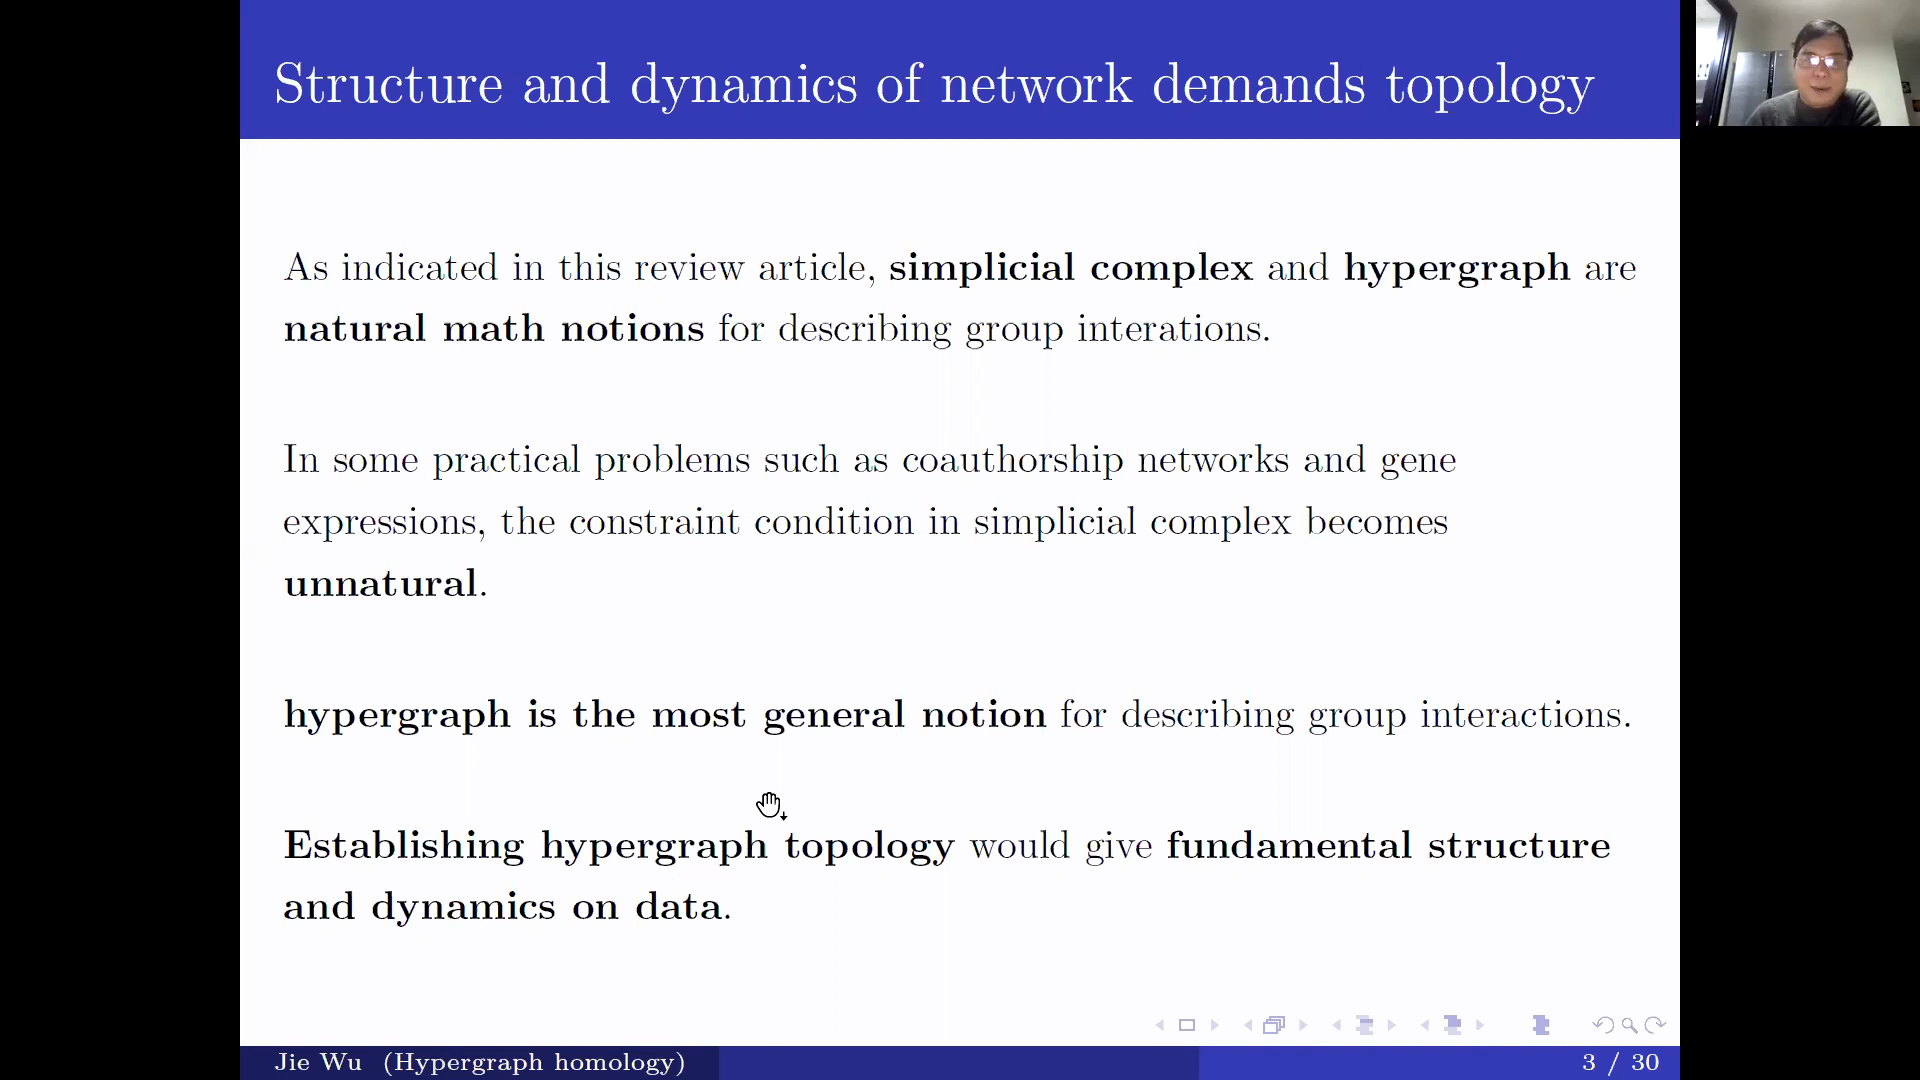 Structure and dynamics of network demands topology
As indicated in this review article, simplicial complex and hypergraph are
natural math notions for describing group interations.
In some practical problems such as coauthorship networks and gene
expressions, the constraint condition in simplicial complex becomes
unnatural.
hypergraph is the most general notion for describing group interactions.
Establishing hypergraph topology would give fundamental structure
and dynamics on data.
Jie Wu (Hypergraph homology)
3 / 30